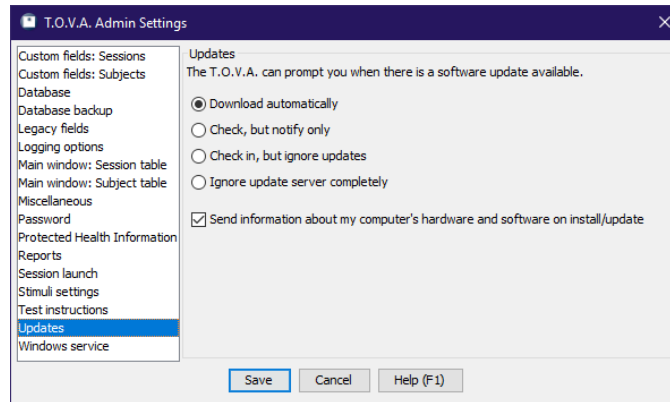 T.O.V.A. Admin Settings
Custom fields: Sessions
Custom fields: Subjects
Database
Database backup
Legacy fields
Logging options
Main window: Session table
Main window: Subject table
Miscellaneous
Password
Protected Health Information
Reports
Session launch
Stimuli settings
Test instructions
Updates
Windows service
Updates
The T.O.V.A. can prompt you when there is a software update available.
Download automatically
Check, but notify only
Check in, but ignore updates
Ignore update server completely
Send information about my computer's hardware and software on install/update
Save
Cancel
Help (F1)